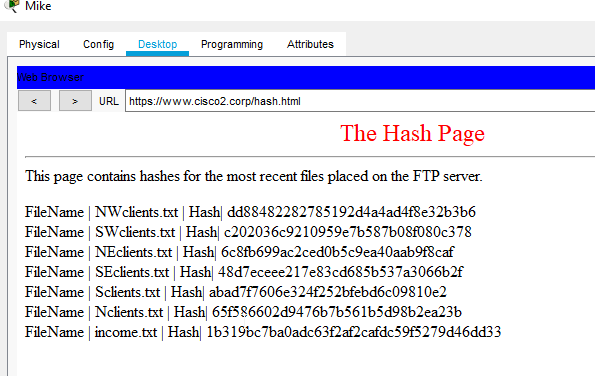 Mike
Physical Config Desktop Programming Attributes
Web Browser
< > URL https://www.cisco2.corp/hash.html
The Hash Page
This page contains hashes for the most recent files placed on the FTP server.
FileName | NWclients.txt | Hash| dd88482282785192d4a4ad4f8e32b3b6
FileName | SWclients.txt | Hash| c202036c9210959e7b587b08f080c378
FileName | NEclients.txt | Hash| 6c8fb699ac2ced0b5c9ea40aab9f8caf
FileName | SEclients.txt | Hash| 48d7eceee217e83cd685b537a3066b2f
FileName | Sclients.txt | Hash| abad7f7606e324f252bfebd6c09810e2
FileName | Nclients.txt | Hash| 65f586602d9476b7b561b5d98b2ea23b
FileName | income.txt | Hash| 1b319bc7ba0adc63f2af2cafdc59f5279d46dd33